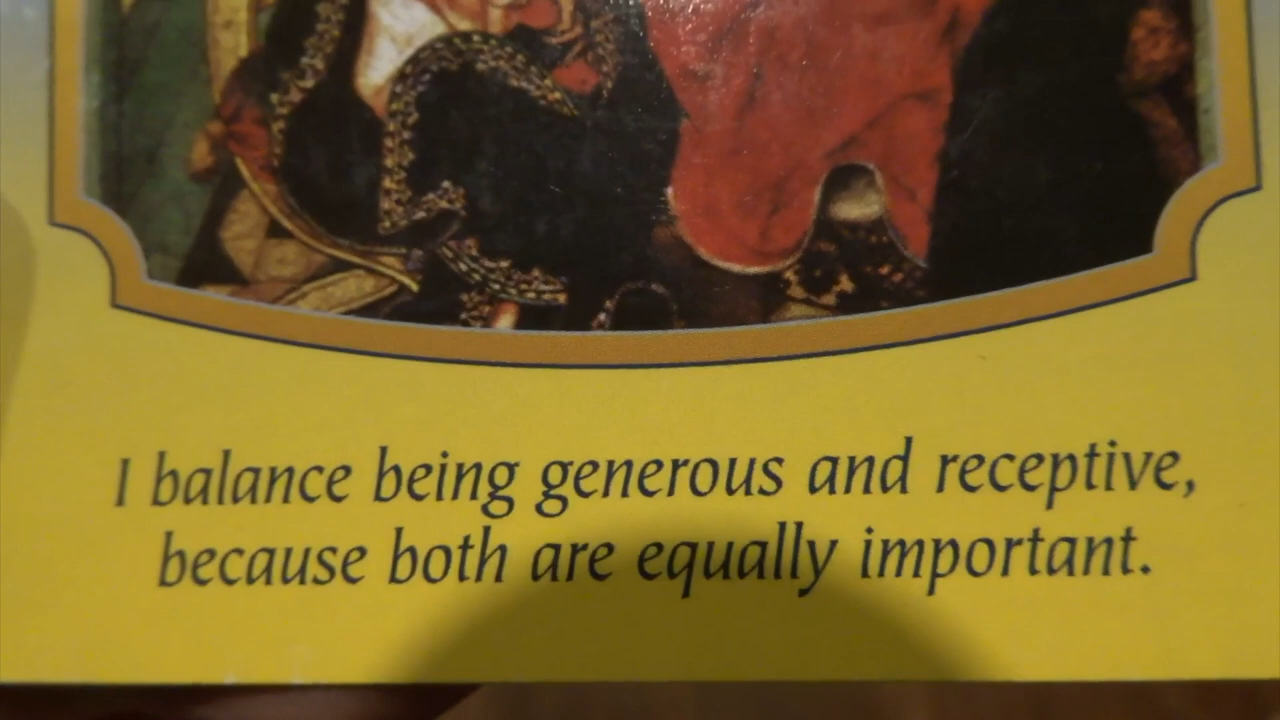 I balance being generous and receptive,
because both are equally important.